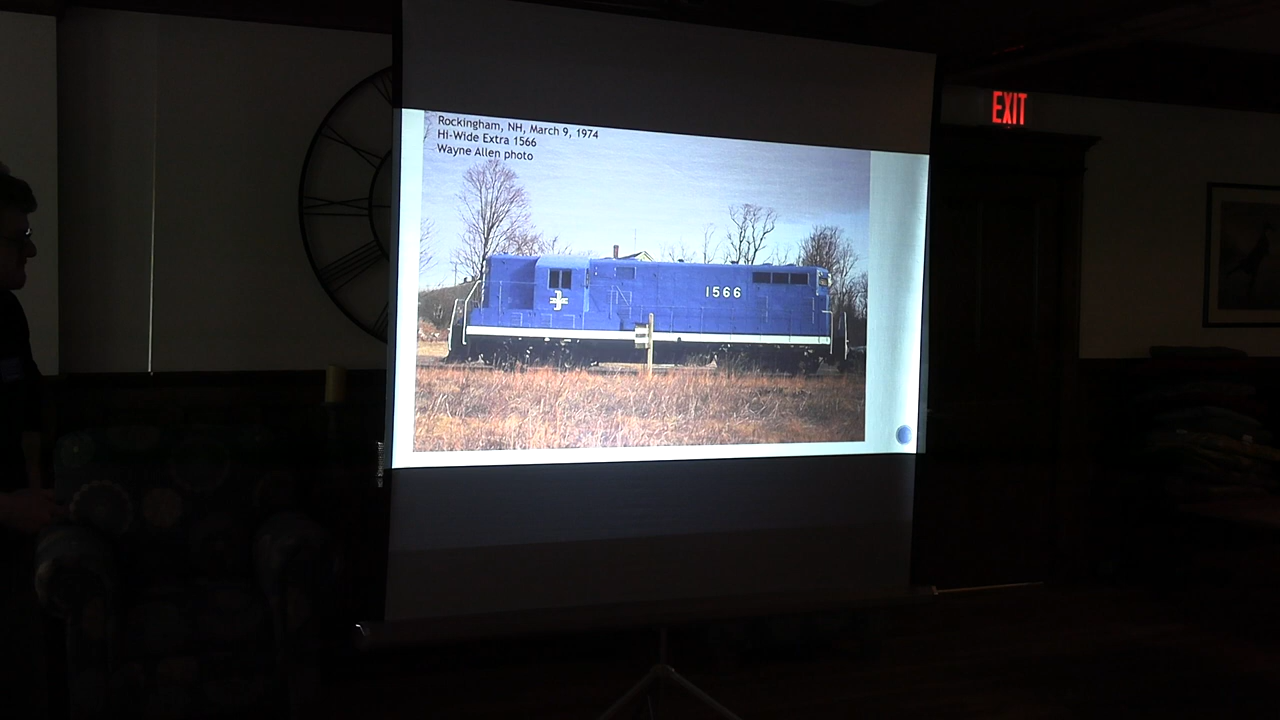 Rockingham, NH, March 9, 1974
Hi-Wide Extra 1566
Wayne Allen photo
EXIT
1566